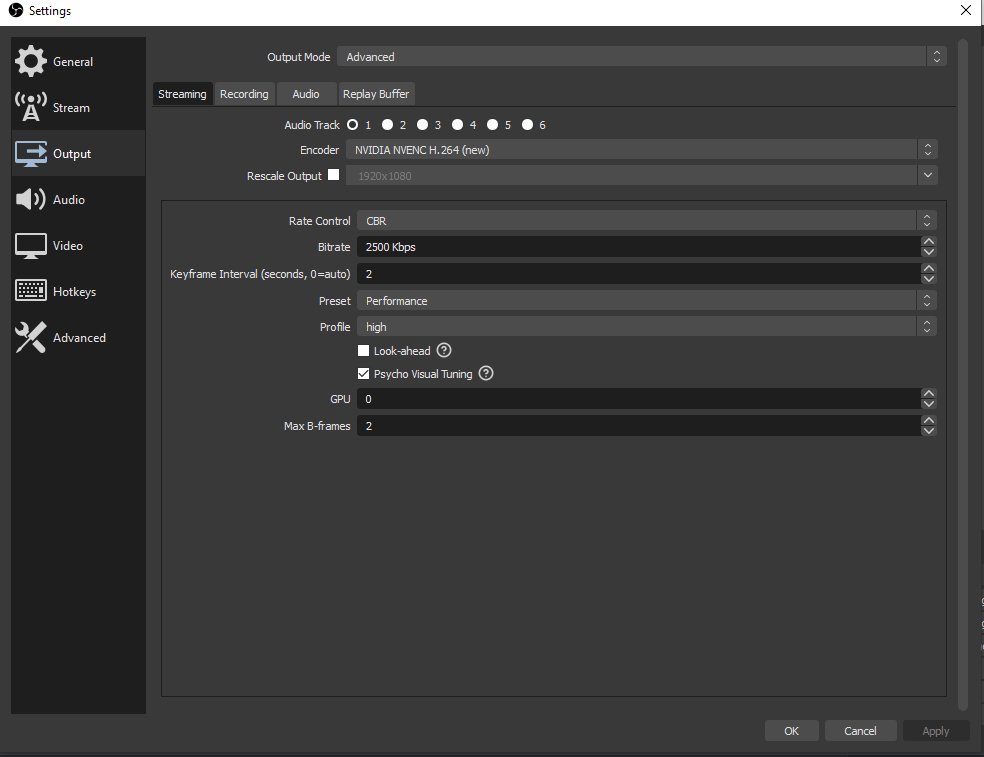 Settings
General
Stream
Output
Audio
Video
Hotkeys
Advanced
Output Mode Advanced
Streaming Recording Audio Replay Buffer
Audio Track 1 2 3 4 5 6
Encoder NVIDIA NVENC H.264 (new)
Rescale Output 1920x1080
Rate Control CBR
Bitrate 2500 Kbps
Keyframe Interval (seconds, 0=auto) 2
Preset Performance
Profile high
Look-ahead ?
Psycho Visual Tuning ?
GPU 0
Max B-frames 2
OK Cancel Apply